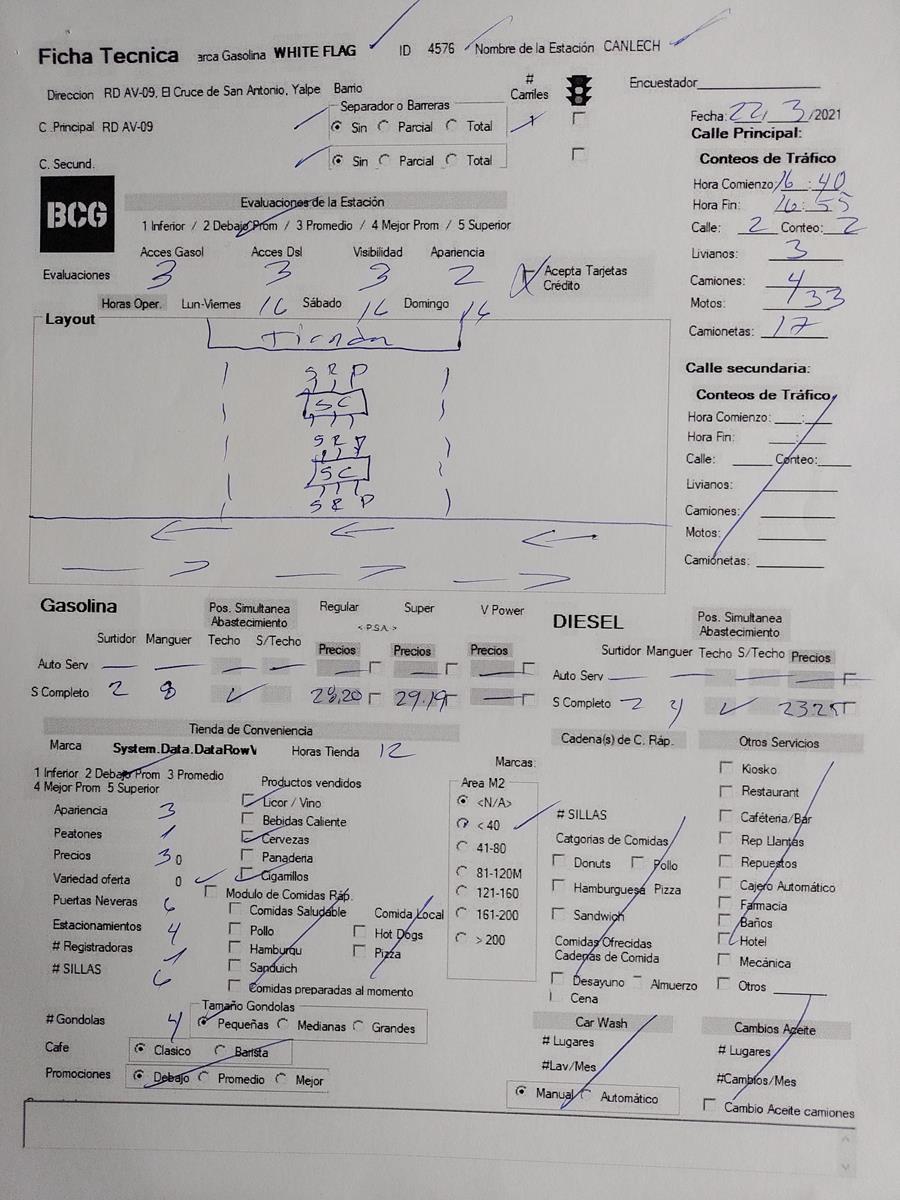 Ficha Tecnica arca Gasolina WHITE FLAG ID 4576 Nombre de la Estación CANLECH
Direccion RD AV-09, El Cruce de San Antonio, Yalpe Barrio # Carriles Encuestador
Separador o Barreras
C .Principal RD AV-09 Sin Parcial Total 1
Fecha: 22/ 3 /2021
C. Secund. Sin Parcial Total
Calle Principal:
Conteos de Tráfico
Hora Comienzo: 16 : 40
Hora Fin: 16 : 55
Calle: 2 Conteo: 2
Livianos: 3
Camiones: 4
Motos: 33
Camionetas: 17
BCG
Evaluaciones de la Estación
1 Inferior / 2 Debajo Prom / 3 Promedio / 4 Mejor Prom / 5 Superior
Acces Gasol Acces Dsl Visibilidad Apariencia
Evaluaciones 3 3 3 2 Acepta Tarjetas Crédito
Horas Oper. Lun-Viernes 16 Sábado 16 Domingo 16
Layout
Tienda
S R P
SC
S R P
SC
S R P
Calle secundaria:
Conteos de Tráfico
Hora Comienzo: :
Hora Fin: :
Calle: Conteo:
Livianos:
Camiones:
Motos:
Camionetas:
Gasolina Pos. Simultanea Abastecimiento Regular Super V Power
< P.S.A. >
Surtidor Manguer Techo S/Techo Precios Precios Precios
Auto Serv
S Completo 2 8 28,20 29.19
DIESEL Pos. Simultanea Abastecimiento
Surtidor Manguer Techo S/Techo Precios
Auto Serv
S Completo 2 4
Tienda de Conveniencia
Marca System.Data.DataRowV Horas Tienda 12
1 Inferior 2 Debajo Prom 3 Promedio
4 Mejor Prom 5 Superior
Apariencia 3
Peatones 1
Precios 3 0
Variedad oferta 0
Puertas Neveras 6
Estacionamientos 4
# Registradoras 1
# SILLAS 6
# Gondolas 4
Cafe Clasico Barista
Promociones Debajo Promedio Mejor
Productos vendidos
Licor / Vino
Bebidas Caliente
Cervezas
Panaderia
Cigarrillos
Modulo de Comidas Ráp.
Comidas Saludable Comida Local
Pollo Hot Dogs
Hamburqu Pizza
Sanduich
Comidas preparadas al momento
Tamaño Gondolas
Pequeñas Medianas Grandes
Marcas:
Area M2
<N/A>
< 40
41-80
81-120M
121-160
161-200
> 200
Cadena(s) de C. Ráp.
# SILLAS
Catgorias de Comidas
Donuts Pollo
Hamburguesa Pizza
Sandwich
Comidas Ofrecidas
Cadenas de Comida
Desayuno Almuerzo
Cena
Car Wash
# Lugares
#Lav/Mes
Manual Automático
Otros Servicios
Kiosko
Restaurant
Caféteria/Bar
Rep Llantas
Repuestos
Cajero Automático
Farmacia
Baños
Hotel
Mecánica
Otros
Cambios Aceite
# Lugares
#Cambios/Mes
Cambio Aceite camiones